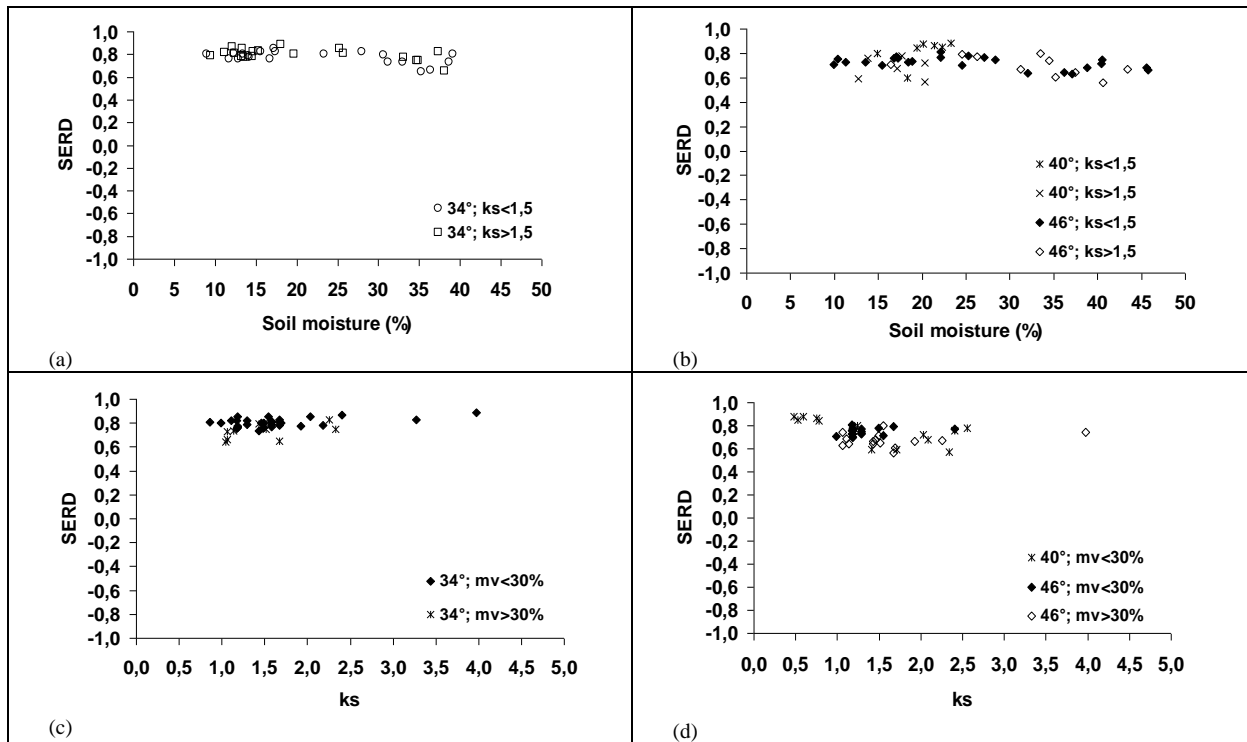 1,0
0,8
0,6
0,4
0,2
0,0
-0,2
-0,4
-0,6
-0,8
-1,0
SERD
34°; ks<1,5
34°; ks>1,5
0 5 10 15 20 25 30 35 40 45 50
Soil moisture (%)
(a)
1,0
0,8
0,6
0,4
0,2
0,0
-0,2
-0,4
-0,6
-0,8
-1,0
SERD
40°; ks<1,5
40°; ks>1,5
46°; ks<1,5
46°; ks>1,5
0 5 10 15 20 25 30 35 40 45 50
Soil moisture (%)
(b)
1,0
0,8
0,6
0,4
0,2
0,0
-0,2
-0,4
-0,6
-0,8
-1,0
SERD
34°; mv<30%
34°; mv>30%
0,0 0,5 1,0 1,5 2,0 2,5 3,0 3,5 4,0 4,5 5,0
ks
(c)
1,0
0,8
0,6
0,4
0,2
0,0
-0,2
-0,4
-0,6
-0,8
-1,0
SERD
40°; mv<30%
46°; mv<30%
46°; mv>30%
0,0 0,5 1,0 1,5 2,0 2,5 3,0 3,5 4,0 4,5 5,0
ks
(d)